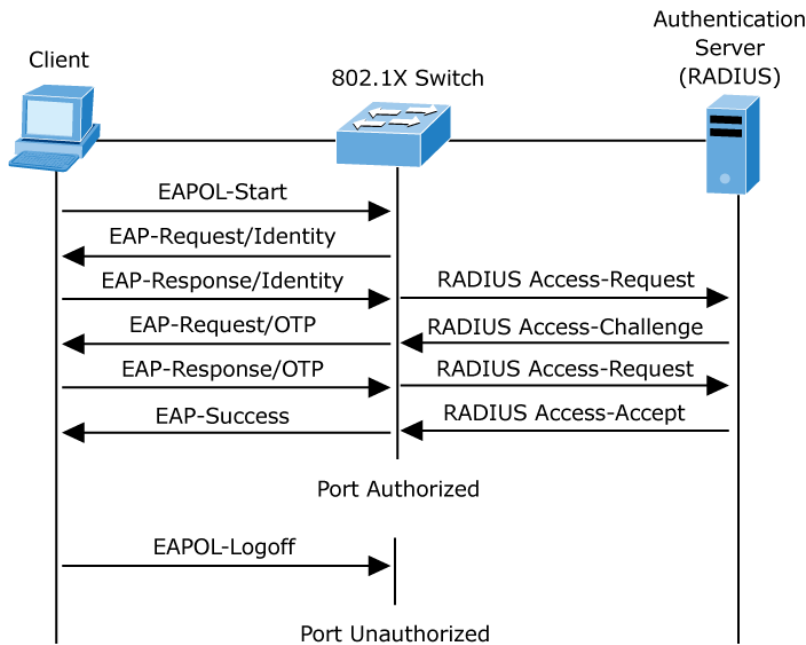 Authentication
Server
(RADIUS)
Client
802.1X Switch
EAPOL-Start
EAP-Request/Identity
EAP-Response/Identity
RADIUS Access-Request
EAP-Request/OTP
RADIUS Access-Challenge
EAP-Response/OTP
RADIUS Access-Request
EAP-Success
RADIUS Access-Accept
Port Authorized
EAPOL-Logoff
Port Unauthorized